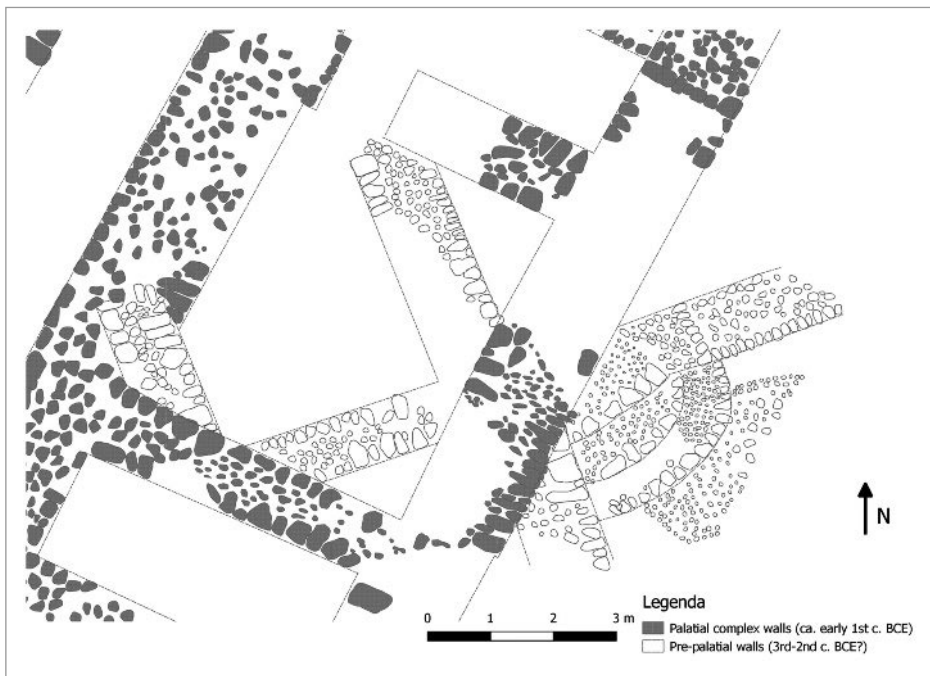 N
Legenda
0 1 2 3 m
Palatial complex walls (ca. early 1st c. BCE)
Pre-palatial walls (3rd-2nd c. BCE?)